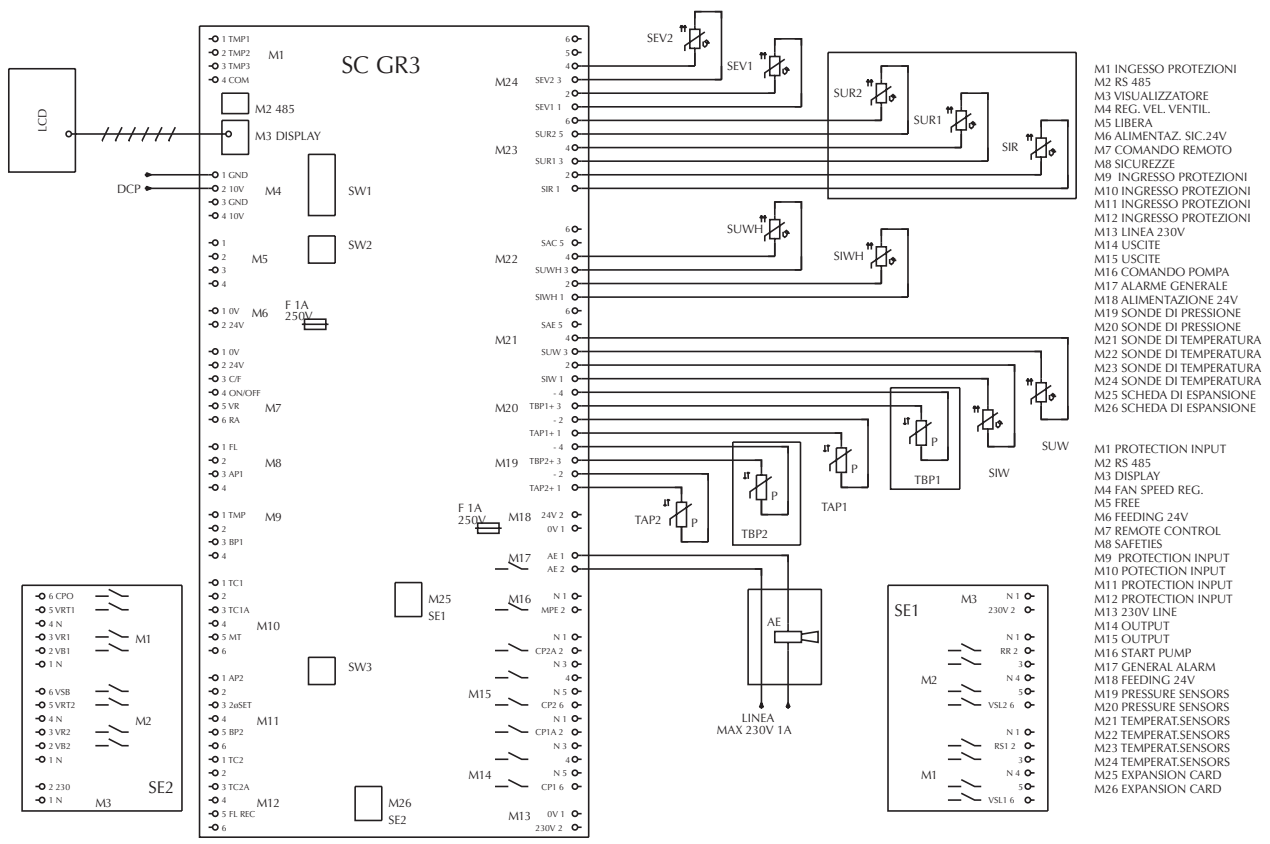 SC GR3
LCD
DCP
1 TMP1
2 TMP2
3 TMP3
4 COM
M1
M2 485
M3 DISPLAY
1 GND
2 10V
3 GND
4 10V
M4
SW1
1
2
3
4
M5
SW2
1 0V
2 24V
M6
F 1A
250V
1 0V
2 24V
3 C/F
4 ON/OFF
5 VR
6 RA
M7
1 FL
2
3 AP1
4
M8
1 TMP
2
3 BP1
4
M9
1 TC1
2
3 TC1A
4
5 MT
6
M10
1 AP2
2
3 2øSET
4
5 BP2
6
M11
1 TC2
2
3 TC2A
4
5 FL REC
6
M12
M25
SE1
SW3
M26
SE2
6
5
4
SEV2 3
2
SEV1 1
M24
6
SUR2 5
4
SUR1 3
2
SIR 1
M23
6
SAC 5
4
SUWH 3
2
SIWH 1
M22
6
SAE 5
4
SUW 3
2
SIW 1
M21
- 4
TBP1+ 3
- 2
TAP1+ 1
M20
- 4
TBP2+ 3
- 2
TAP2+ 1
M19
F 1A
250V
M18
24V 2
0V 1
M17
AE 1
AE 2
M16
N 1
MPE 2
N 1
CP2A 2
N 3
4
N 5
CP2 6
M15
N 1
CP1A 2
N 3
4
N 5
CP1 6
M14
M13
0V 1
230V 2
SEV2
SEV1
SUR2
SUR1
SIR
SUWH
SIWH
SUW
SIW
P
TBP1
P
TAP1
P
TBP2
P
TAP2
AE
LINEA
MAX 230V 1A
6 CPO
5 VRT1
4 N
3 VR1
2 VB1
1 N
M1
6 VSB
5 VRT2
4 N
3 VR2
2 VB2
1 N
M2
2 230
1 N
M3
SE2
SE1
M3
N 1
230V 2
N 1
RR 2
3
N 4
5
VSL2 6
M2
N 1
RS1 2
3
N 4
5
VSL1 6
M1
M1 INGESSO PROTEZIONI
M2 RS 485
M3 VISUALIZZATORE
M4 REG. VEL. VENTIL.
M5 LIBERA
M6 ALIMENTAZ. SIC.24V
M7 COMANDO REMOTO
M8 SICUREZZE
M9 INGRESSO PROTEZIONI
M10 INGRESSO PROTEZIONI
M11 INGRESSO PROTEZIONI
M12 INGRESSO PROTEZIONI
M13 LINEA 230V
M14 USCITE
M15 USCITE
M16 COMANDO POMPA
M17 ALARME GENERALE
M18 ALIMENTAZIONE 24V
M19 SONDE DI PRESSIONE
M20 SONDE DI PRESSIONE
M21 SONDE DI TEMPERATURA
M22 SONDE DI TEMPERATURA
M23 SONDE DI TEMPERATURA
M24 SONDE DI TEMPERATURA
M25 SCHEDA DI ESPANSIONE
M26 SCHEDA DI ESPANSIONE
M1 PROTECTION INPUT
M2 RS 485
M3 DISPLAY
M4 FAN SPEED REG.
M5 FREE
M6 FEEDING 24V
M7 REMOTE CONTROL
M8 SAFETIES
M9 PROTECTION INPUT
M10 POTECTION INPUT
M11 PROTECTION INPUT
M12 PROTECTION INPUT
M13 230V LINE
M14 OUTPUT
M15 OUTPUT
M16 START PUMP
M17 GENERAL ALARM
M18 FEEDING 24V
M19 PRESSURE SENSORS
M20 PRESSURE SENSORS
M21 TEMPERAT.SENSORS
M22 TEMPERAT.SENSORS
M23 TEMPERAT.SENSORS
M24 TEMPERAT.SENSORS
M25 EXPANSION CARD
M26 EXPANSION CARD